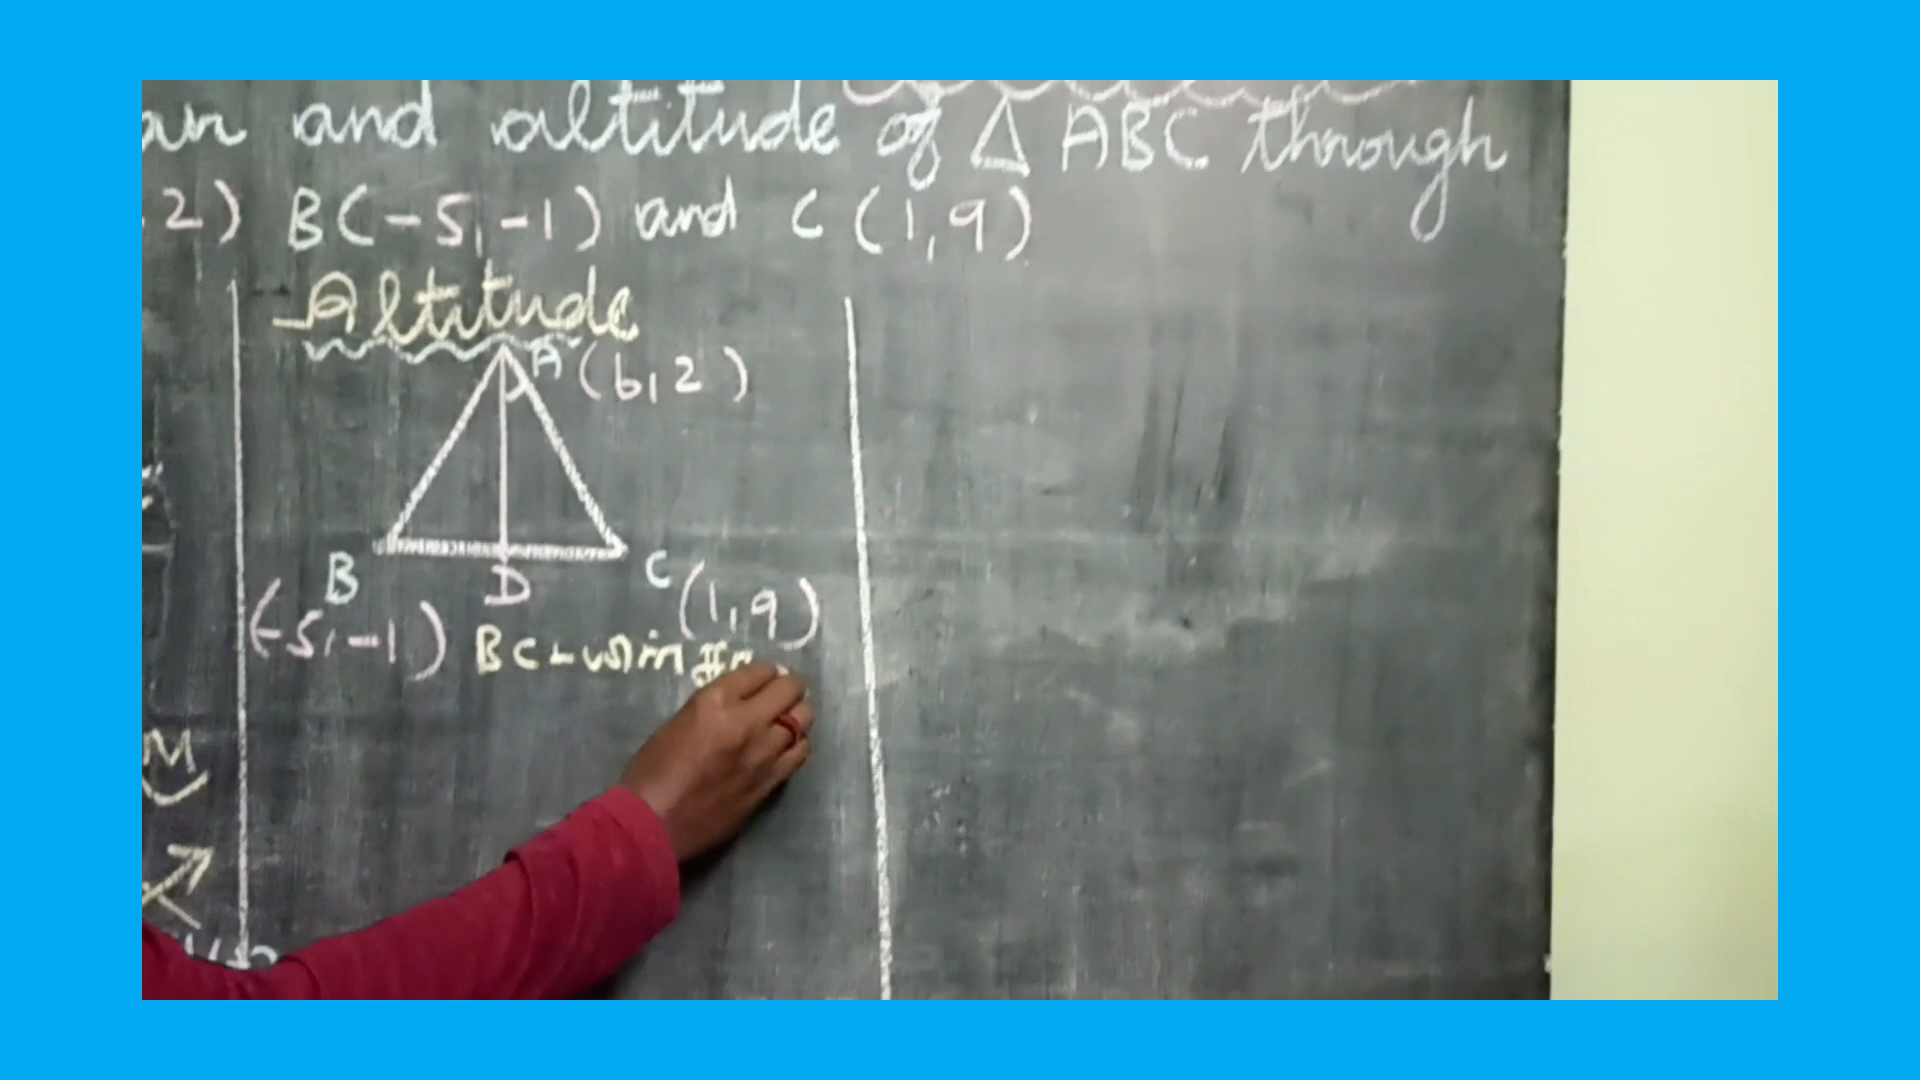 and altitude of △ ABC through
2) B(-5,-1) and C (1,9)
Altitude
A (6,2)
B
D
C (1,9)
(-5,-1)
BC-யின்
M